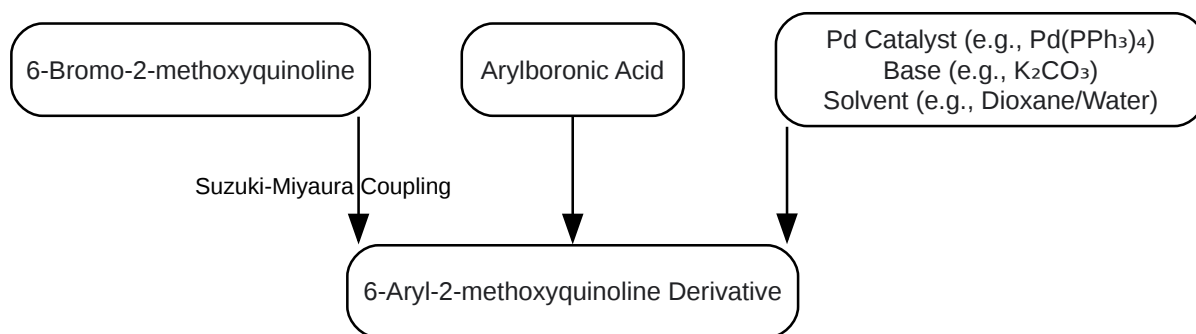 6-Bromo-2-methoxyquinoline
Arylboronic Acid
Pd Catalyst (e.g., Pd(PPh₃)₄)
Base (e.g., K₂CO₃)
Solvent (e.g., Dioxane/Water)
Suzuki-Miyaura Coupling
6-Aryl-2-methoxyquinoline Derivative